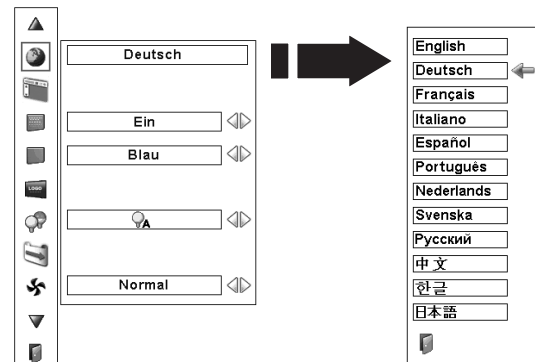 Deutsch
Ein
Blau
LOGO
A
Normal
English
Deutsch
Français
Italiano
Español
Português
Nederlands
Svenska
Русский
中文
한글
日本語